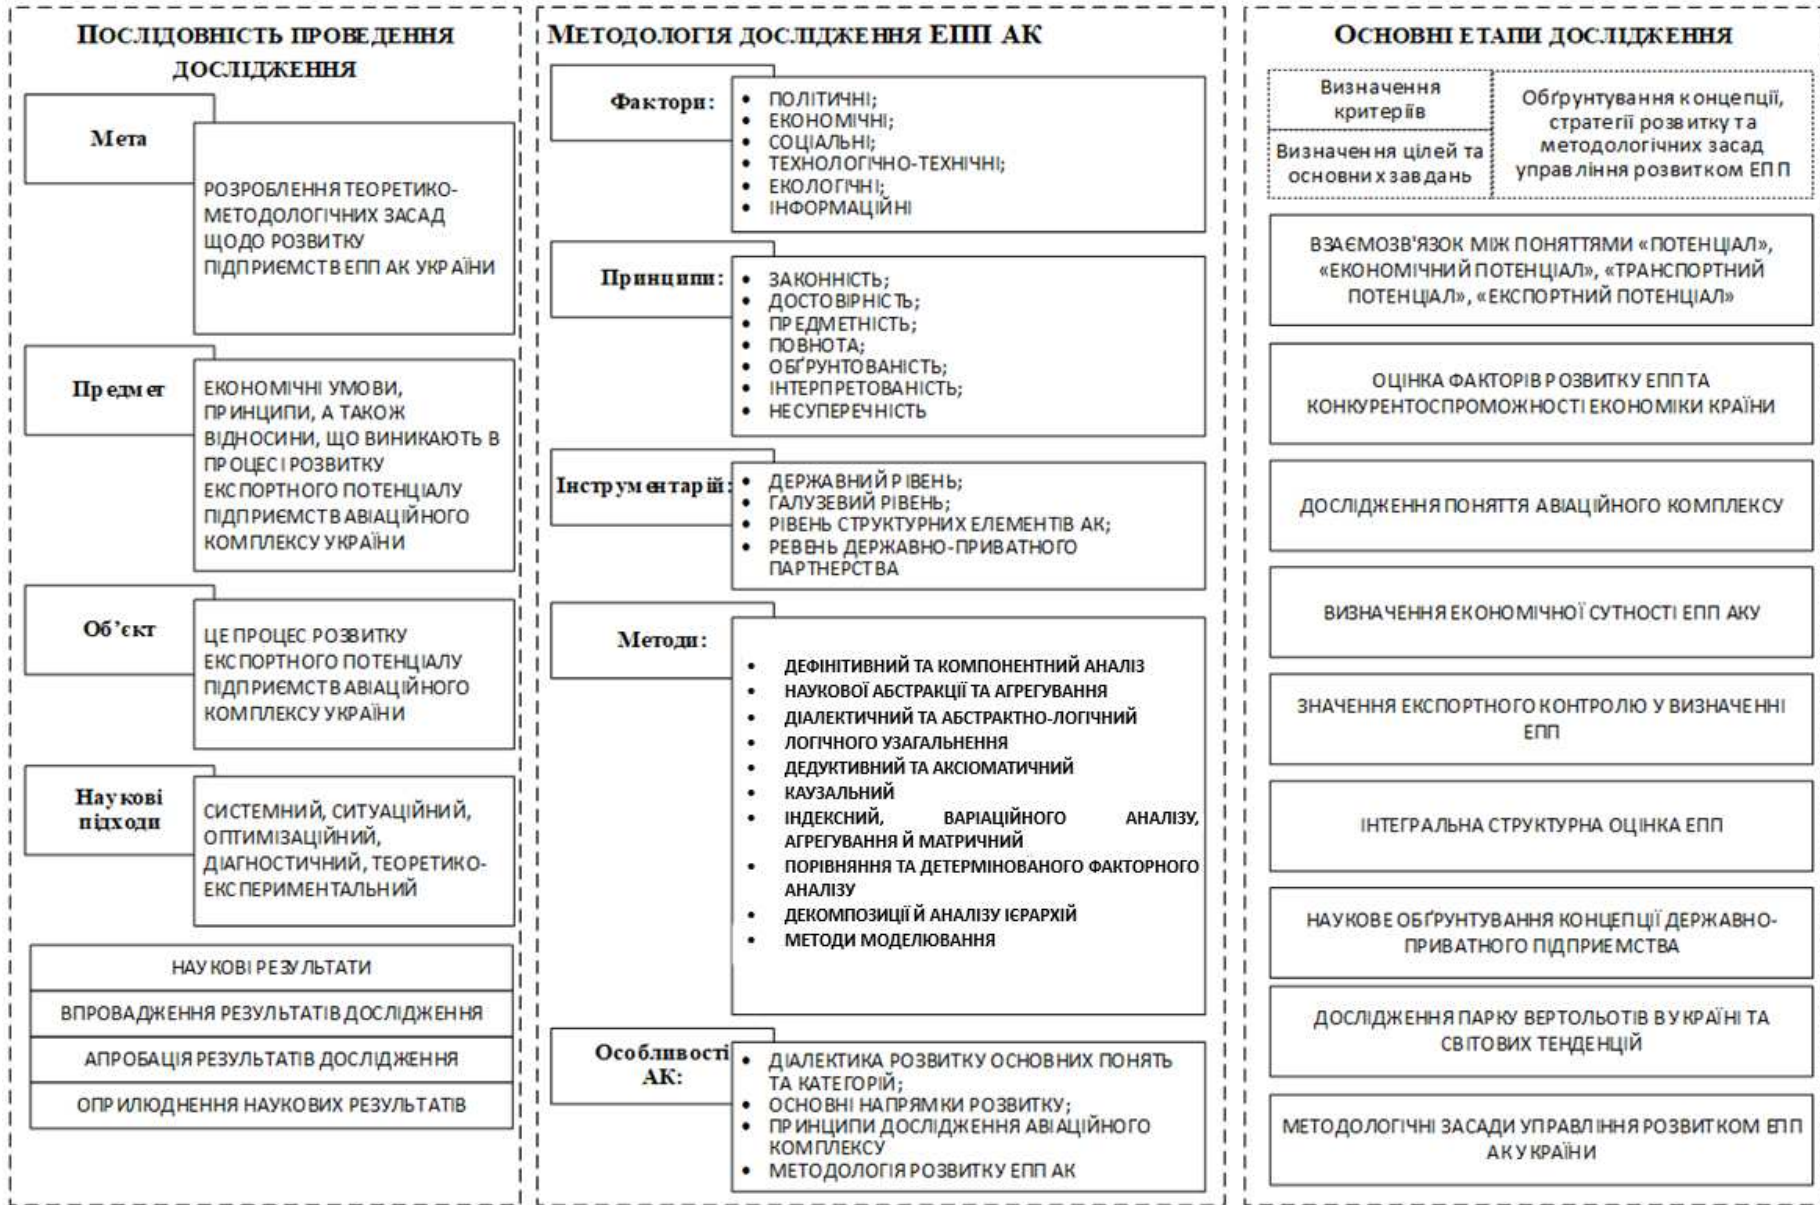 ПОСЛІДОВНІСТЬ ПРОВЕДЕННЯ
ДОСЛІДЖЕННЯ
Мета
РОЗРОБЛЕННЯ ТЕОРЕТИКО-
МЕТОДОЛОГІЧНИХ ЗАСАД
ЩОДО РОЗВИТКУ
ПІДПРИЄМСТВ ЕПП АК УКРАЇНИ
Предмет
ЕКОНОМІЧНІ УМОВИ,
ПРИНЦИПИ, А ТАКОЖ
ВІДНОСИНИ, ЩО ВИНИКАЮТЬ В
ПРОЦЕСІ РОЗВИТКУ
ЕКСПОРТНОГО ПОТЕНЦІАЛУ
ПІДПРИЄМСТВ АВІАЦІЙНОГО
КОМПЛЕКСУ УКРАЇНИ
Об’єкт
ЦЕ ПРОЦЕС РОЗВИТКУ
ЕКСПОРТНОГО ПОТЕНЦІАЛУ
ПІДПРИЄМСТВ АВІАЦІЙНОГО
КОМПЛЕКСУ УКРАЇНИ
Наукові
підходи
СИСТЕМНИЙ, СИТУАЦІЙНИЙ,
ОПТИМІЗАЦІЙНИЙ,
ДІАГНОСТИЧНИЙ, ТЕОРЕТИКО-
ЕКСПЕРИМЕНТАЛЬНИЙ
НАУКОВІ РЕЗУЛЬТАТИ
ВПРОВАДЖЕННЯ РЕЗУЛЬТАТІВ ДОСЛІДЖЕННЯ
АПРОБАЦІЯ РЕЗУЛЬТАТІВ ДОСЛІДЖЕННЯ
ОПРИЛЮДНЕННЯ НАУКОВИХ РЕЗУЛЬТАТІВ
МЕТОДОЛОГІЯ ДОСЛІДЖЕННЯ ЕПП АК
Фактори:
• ПОЛІТИЧНІ;
• ЕКОНОМІЧНІ;
• СОЦІАЛЬНІ;
• ТЕХНОЛОГІЧНО-ТЕХНІЧНІ;
• ЕКОЛОГІЧНІ;
• ІНФОРМАЦІЙНІ
Принципи:
• ЗАКОННІСТЬ;
• ДОСТОВІРНІСТЬ;
• ПРЕДМЕТНІСТЬ;
• ПОВНОТА;
• ОБҐРУНТОВАНІСТЬ;
• ІНТЕРПРЕТОВАНІСТЬ;
• НЕСУПЕРЕЧНІСТЬ
Інструментарій:
• ДЕРЖАВНИЙ РІВЕНЬ;
• ГАЛУЗЕВИЙ РІВЕНЬ;
• РІВЕНЬ СТРУКТУРНИХ ЕЛЕМЕНТІВ АК;
• РЕВЕНЬ ДЕРЖАВНО-ПРИВАТНОГО
ПАРТНЕРСТВА
Методи:
• ДЕФІНІТИВНИЙ ТА КОМПОНЕНТНИЙ АНАЛІЗ
• НАУКОВОЇ АБСТРАКЦІЇ ТА АГРЕГУВАННЯ
• ДІАЛЕКТИЧНИЙ ТА АБСТРАКТНО-ЛОГІЧНИЙ
• ЛОГІЧНОГО УЗАГАЛЬНЕННЯ
• ДЕДУКТИВНИЙ ТА АКСІОМАТИЧНИЙ
• КАУЗАЛЬНИЙ
• ІНДЕКСНИЙ, ВАРІАЦІЙНОГО АНАЛІЗУ,
АГРЕГУВАННЯ Й МАТРИЧНИЙ
• ПОРІВНЯННЯ ТА ДЕТЕРМІНОВАНОГО ФАКТОРНОГО
АНАЛІЗУ
• ДЕКОМПОЗИЦІЇ Й АНАЛІЗУ ІЄРАРХІЙ
• МЕТОДИ МОДЕЛЮВАННЯ
Особливості
АК:
• ДІАЛЕКТИКА РОЗВИТКУ ОСНОВНИХ ПОНЯТЬ
ТА КАТЕГОРІЙ;
• ОСНОВНІ НАПРЯМКИ РОЗВИТКУ;
• ПРИНЦИПИ ДОСЛІДЖЕННЯ АВІАЦІЙНОГО
КОМПЛЕКСУ
• МЕТОДОЛОГІЯ РОЗВИТКУ ЕПП АК
ОСНОВНІ ЕТАПИ ДОСЛІДЖЕННЯ
Визначення
критеріїв
Визначення цілей та
основних завдань
Обґрунтування концепції,
стратегії розвитку та
методологічних засад
управління розвитком ЕПП
ВЗАЄМОЗВ'ЯЗОК МІЖ ПОНЯТТЯМИ «ПОТЕНЦІАЛ»,
«ЕКОНОМІЧНИЙ ПОТЕНЦІАЛ», «ТРАНСПОРТНИЙ
ПОТЕНЦІАЛ», «ЕКСПОРТНИЙ ПОТЕНЦІАЛ»
ОЦІНКА ФАКТОРІВ РОЗВИТКУ ЕПП ТА
КОНКУРЕНТОСПРОМОЖНОСТІ ЕКОНОМІКИ КРАЇНИ
ДОСЛІДЖЕННЯ ПОНЯТТЯ АВІАЦІЙНОГО КОМПЛЕКСУ
ВИЗНАЧЕННЯ ЕКОНОМІЧНОЇ СУТНОСТІ ЕПП АКУ
ЗНАЧЕННЯ ЕКСПОРТНОГО КОНТРОЛЮ У ВИЗНАЧЕННІ
ЕПП
ІНТЕГРАЛЬНА СТРУКТУРНА ОЦІНКА ЕПП
НАУКОВЕ ОБҐРУНТУВАННЯ КОНЦЕПЦІЇ ДЕРЖАВНО-
ПРИВАТНОГО ПІДПРИЕМСТВА
ДОСЛІДЖЕННЯ ПАРКУ ВЕРТОЛЬОТІВ В УКРАЇНІ ТА
СВІТОВИХ ТЕНДЕНЦІЙ
МЕТОДОЛОГІЧНІ ЗАСАДИ УПРАВЛІННЯ РОЗВИТКОМ ЕПП
АК УКРАЇНИ